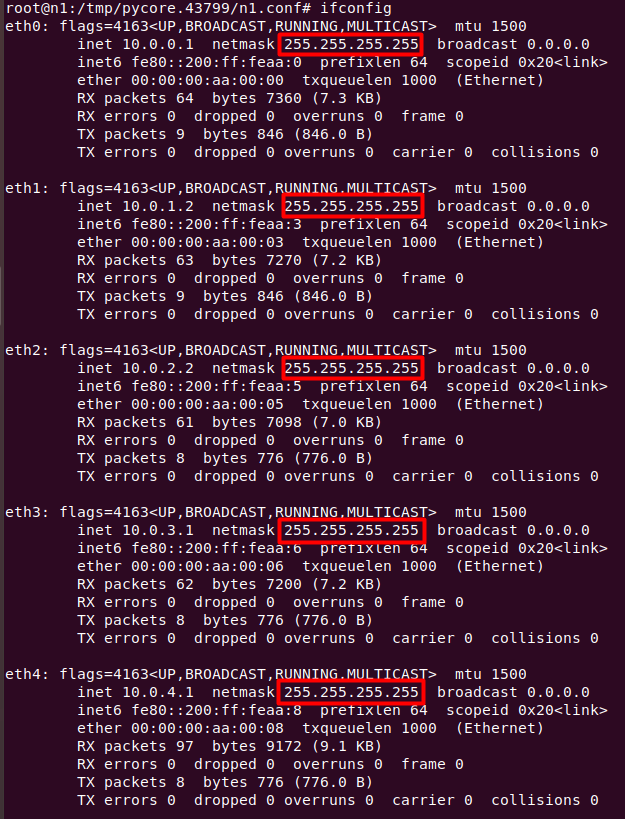 root@n1:/tmp/pycore.43799/n1.conf# ifconfig
eth0: flags=4163<UP,BROADCAST,RUNNING,MULTICAST>  mtu 1500
        inet 10.0.0.1  netmask 255.255.255.255  broadcast 0.0.0.0
        inet6 fe80::200:ff:feaa:0  prefixlen 64  scopeid 0x20<link>
        ether 00:00:00:aa:00:00  txqueuelen 1000  (Ethernet)
        RX packets 64  bytes 7360 (7.3 KB)
        RX errors 0  dropped 0  overruns 0  frame 0
        TX packets 9  bytes 846 (846.0 B)
        TX errors 0  dropped 0 overruns 0  carrier 0  collisions 0

eth1: flags=4163<UP,BROADCAST,RUNNING,MULTICAST>  mtu 1500
        inet 10.0.1.2  netmask 255.255.255.255  broadcast 0.0.0.0
        inet6 fe80::200:ff:feaa:3  prefixlen 64  scopeid 0x20<link>
        ether 00:00:00:aa:00:03  txqueuelen 1000  (Ethernet)
        RX packets 63  bytes 7270 (7.2 KB)
        RX errors 0  dropped 0  overruns 0  frame 0
        TX packets 9  bytes 846 (846.0 B)
        TX errors 0  dropped 0 overruns 0  carrier 0  collisions 0

eth2: flags=4163<UP,BROADCAST,RUNNING,MULTICAST>  mtu 1500
        inet 10.0.2.2  netmask 255.255.255.255  broadcast 0.0.0.0
        inet6 fe80::200:ff:feaa:5  prefixlen 64  scopeid 0x20<link>
        ether 00:00:00:aa:00:05  txqueuelen 1000  (Ethernet)
        RX packets 61  bytes 7098 (7.0 KB)
        RX errors 0  dropped 0  overruns 0  frame 0
        TX packets 8  bytes 776 (776.0 B)
        TX errors 0  dropped 0 overruns 0  carrier 0  collisions 0

eth3: flags=4163<UP,BROADCAST,RUNNING,MULTICAST>  mtu 1500
        inet 10.0.3.1  netmask 255.255.255.255  broadcast 0.0.0.0
        inet6 fe80::200:ff:feaa:6  prefixlen 64  scopeid 0x20<link>
        ether 00:00:00:aa:00:06  txqueuelen 1000  (Ethernet)
        RX packets 62  bytes 7200 (7.2 KB)
        RX errors 0  dropped 0  overruns 0  frame 0
        TX packets 8  bytes 776 (776.0 B)
        TX errors 0  dropped 0 overruns 0  carrier 0  collisions 0

eth4: flags=4163<UP,BROADCAST,RUNNING,MULTICAST>  mtu 1500
        inet 10.0.4.1  netmask 255.255.255.255  broadcast 0.0.0.0
        inet6 fe80::200:ff:feaa:8  prefixlen 64  scopeid 0x20<link>
        ether 00:00:00:aa:00:08  txqueuelen 1000  (Ethernet)
        RX packets 97  bytes 9172 (9.1 KB)
        RX errors 0  dropped 0  overruns 0  frame 0
        TX packets 8  bytes 776 (776.0 B)
        TX errors 0  dropped 0 overruns 0  carrier 0  collisions 0